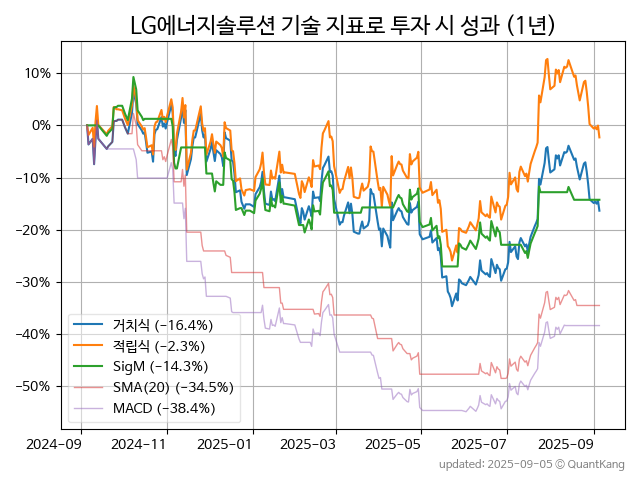 LG에너지솔루션 기술 지표로 투자 시 성과 (1년)
10%
0%
−10%
−20%
−30%
−40%
−50%
거치식 (−16.4%)
적립식 (−2.3%)
SigM (−14.3%)
SMA(20) (−34.5%)
MACD (−38.4%)
2024-09 2024-11 2025-01 2025-03 2025-05 2025-07 2025-09
updated: 2025-09-05 © QuantKang